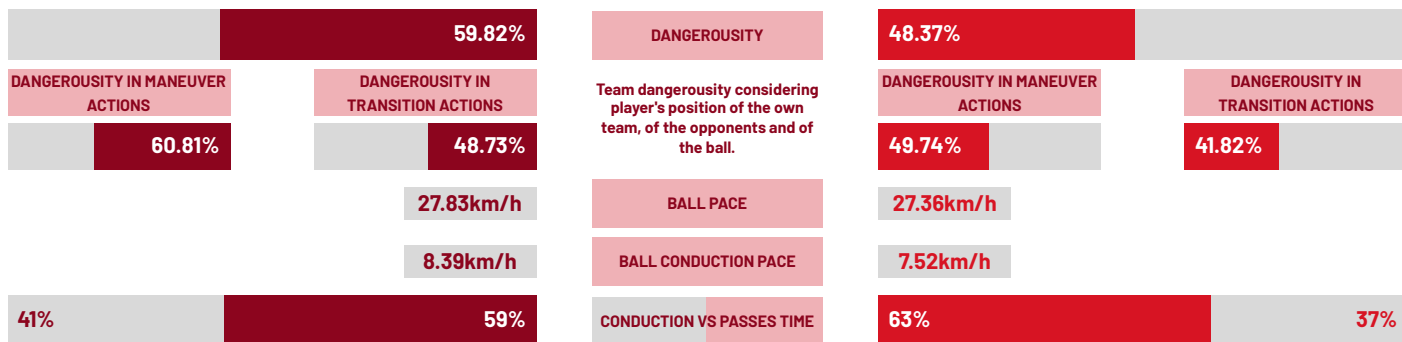 59.82%
DANGEROUSITY
48.37%
DANGEROUSITY IN MANEUVER
ACTIONS
DANGEROUSITY IN
TRANSITION ACTIONS
Team dangerousity considering
player's position of the own
team, of the opponents and of
the ball.
DANGEROUSITY IN MANEUVER
ACTIONS
DANGEROUSITY IN
TRANSITION ACTIONS
60.81%
48.73%
49.74%
41.82%
27.83km/h
BALL PACE
27.36km/h
8.39km/h
BALL CONDUCTION PACE
7.52km/h
41%
59%
CONDUCTION VS PASSES TIME
63%
37%